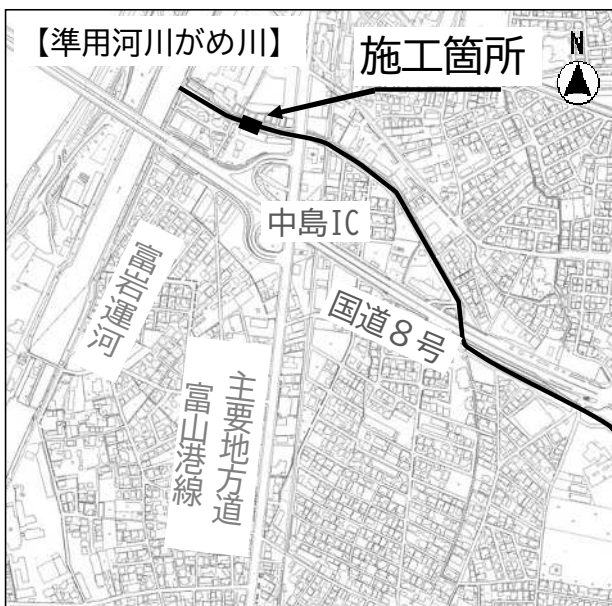 【準用河川がめ川】
施工箇所
N
中島IC
富岩運河
国道８号
主要地方道
富山港線